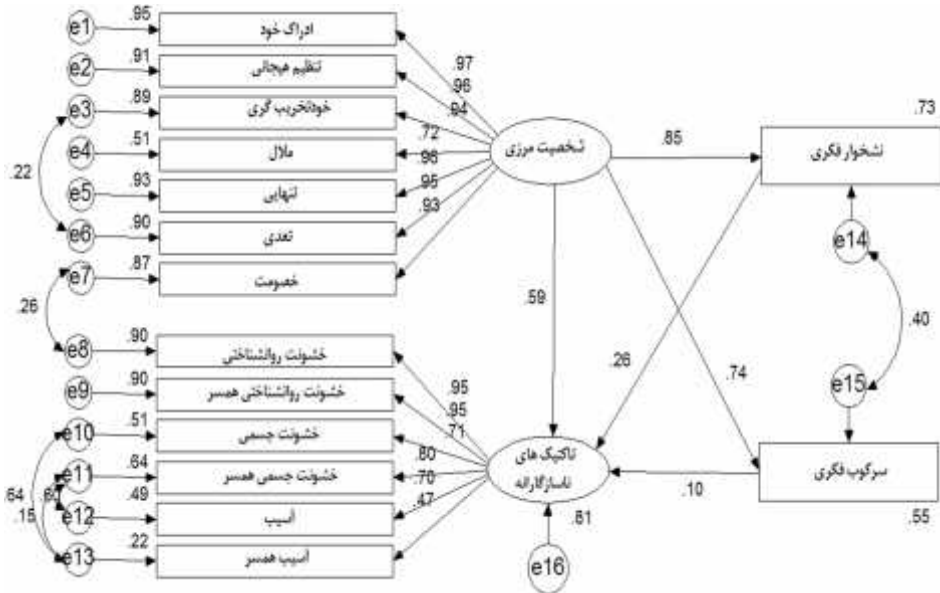 e1 .95 ادراک خود
e2 .91 تنظیم هیجانی
e3 .89 خودتخریب گری
e4 .51 ملال
e5 .93 تنهایی
e6 .90 تعدی
e7 .87 خصومت
.22
.26
.97
.96
.94
.72
.96
.95
.93
شخصیت مرزی
.85
.73
نشخوار فکری
e14
.40
e15
.59
.26
.74
e8 .90 خشونت روانشناختی
e9 .90 خشونت روانشناختی همسر
e10 .51 خشونت جسمی
e11 .64 خشونت جسمی همسر
e12 .49 آسیب
e13 .22 آسیب همسر
.64
.15
.95
.95
.71
.80
.70
.47
تاکتیک های
ناسازگارانه
.81
e16
.10
سرکوب فکری
.55